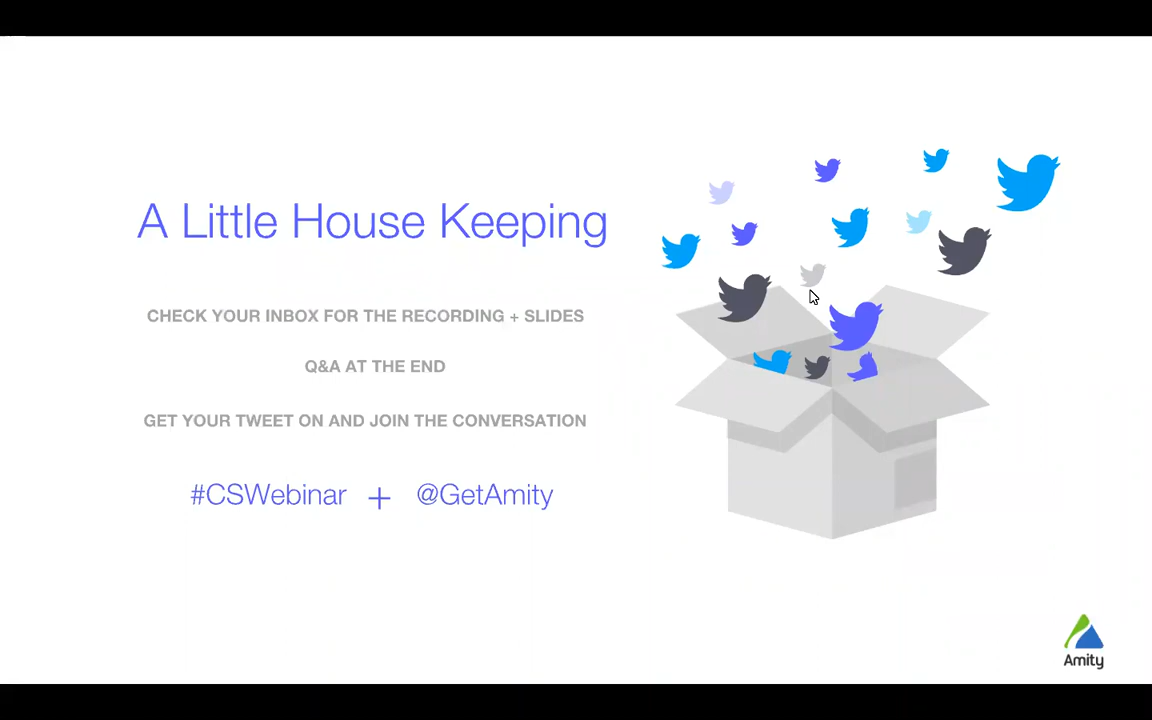 A Little House Keeping
CHECK YOUR INBOX FOR THE RECORDING + SLIDES
Q&A AT THE END
GET YOUR TWEET ON AND JOIN THE CONVERSATION
#CSWebinar + @GetAmity
Amity